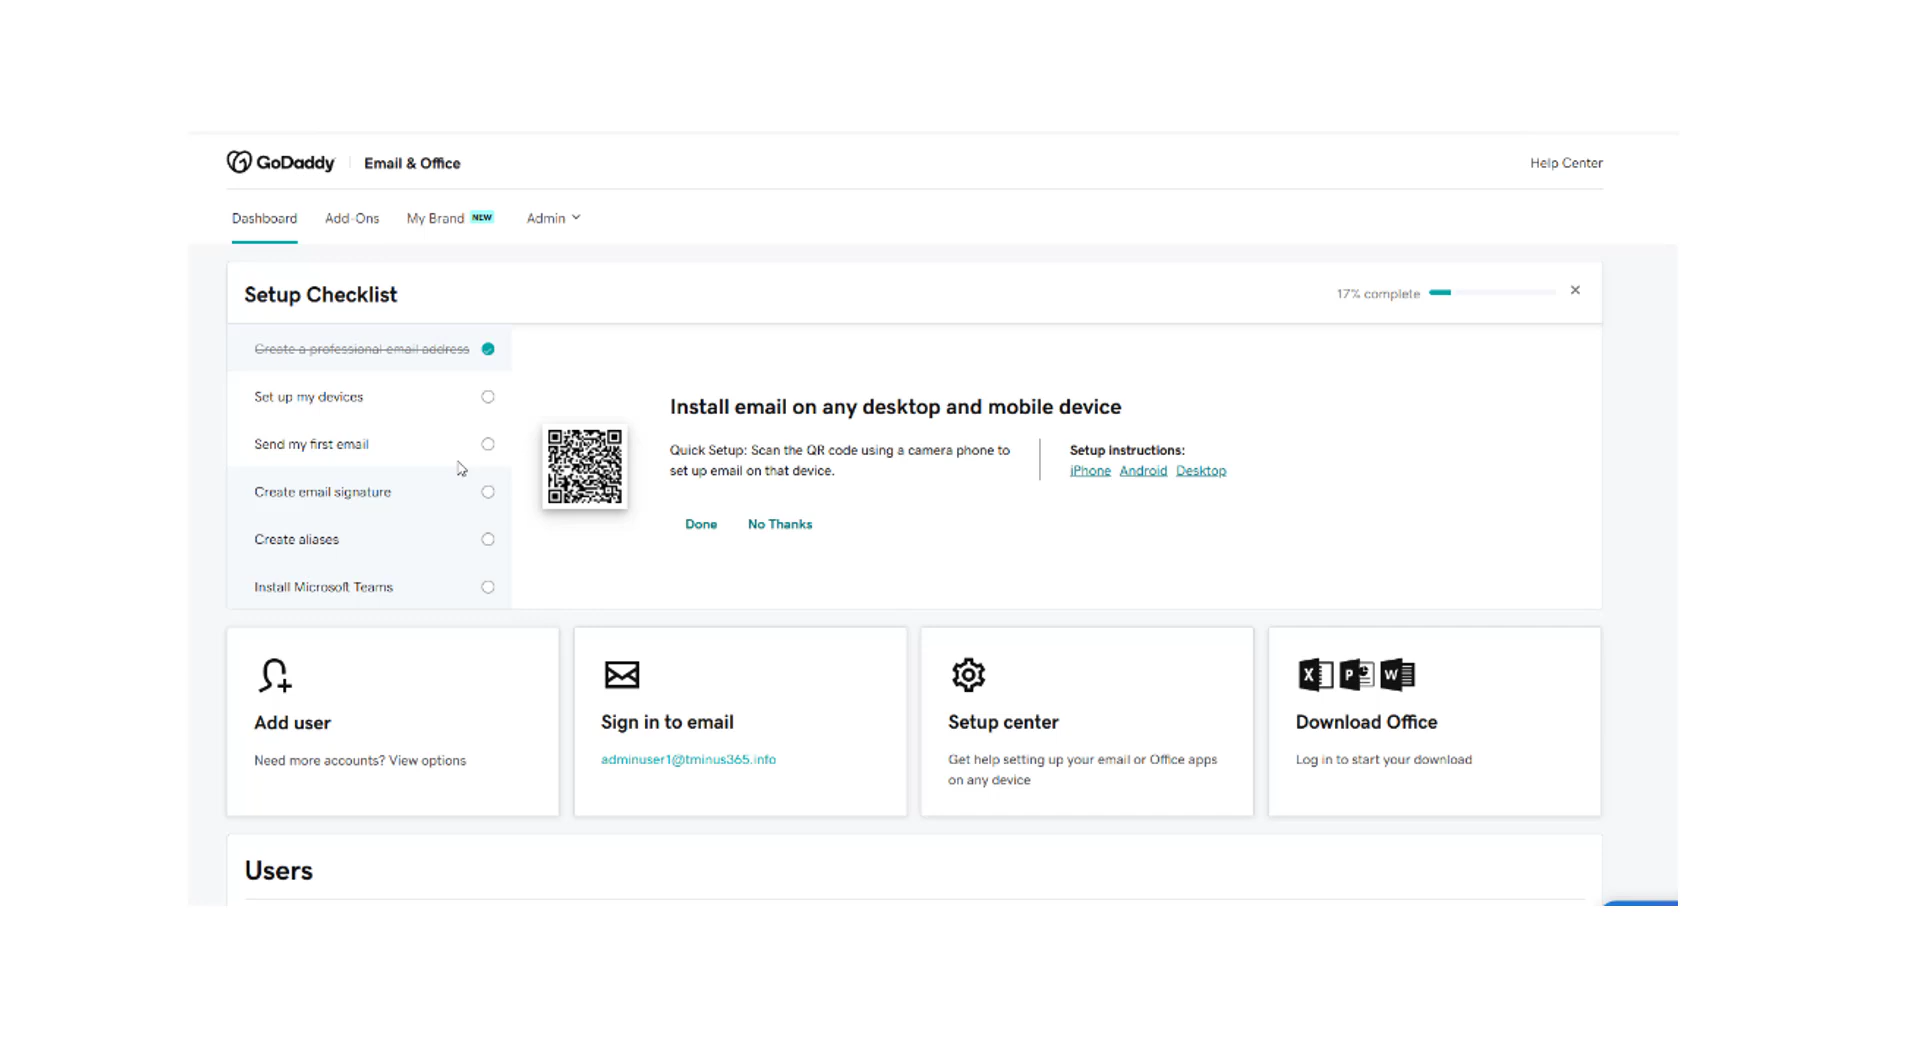 GoDaddy Email & Office Help Center
Dashboard Add-Ons My Brand NEW Admin
Setup Checklist 17% complete
Create a professional email address
Set up my devices
Send my first email
Create email signature
Create aliases
Install Microsoft Teams
Install email on any desktop and mobile device
Quick Setup: Scan the QR code using a camera phone to
set up email on that device.
Setup instructions:
iPhone Android Desktop
Done No Thanks
Add user
Need more accounts? View options
Sign in to email
adminuser1@tminus365.info
Setup center
Get help setting up your email or Office apps
on any device
X P W
Download Office
Log in to start your download
Users